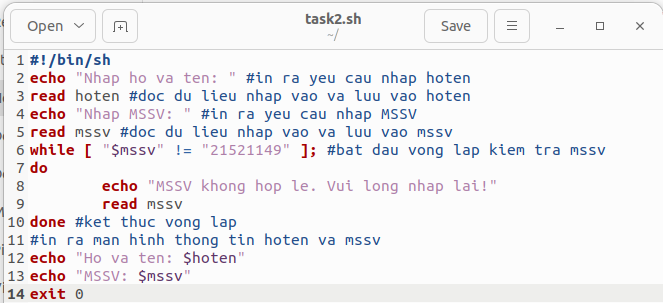 Open
task2.sh
~/
Save
1 #!/bin/sh
2 echo "Nhap ho va ten: " #in ra yeu cau nhap hoten
3 read hoten #doc du lieu nhap vao va luu vao hoten
4 echo "Nhap MSSV: " #in ra yeu cau nhap MSSV
5 read mssv #doc du lieu nhap vao va luu vao mssv
6 while [ "$mssv" != "21521149" ]; #bat dau vong lap kiem tra mssv
7 do
8         echo "MSSV khong hop le. Vui long nhap lai!"
9         read mssv
10 done #ket thuc vong lap
11 #in ra man hinh thong tin hoten va mssv
12 echo "Ho va ten: $hoten"
13 echo "MSSV: $mssv"
14 exit 0